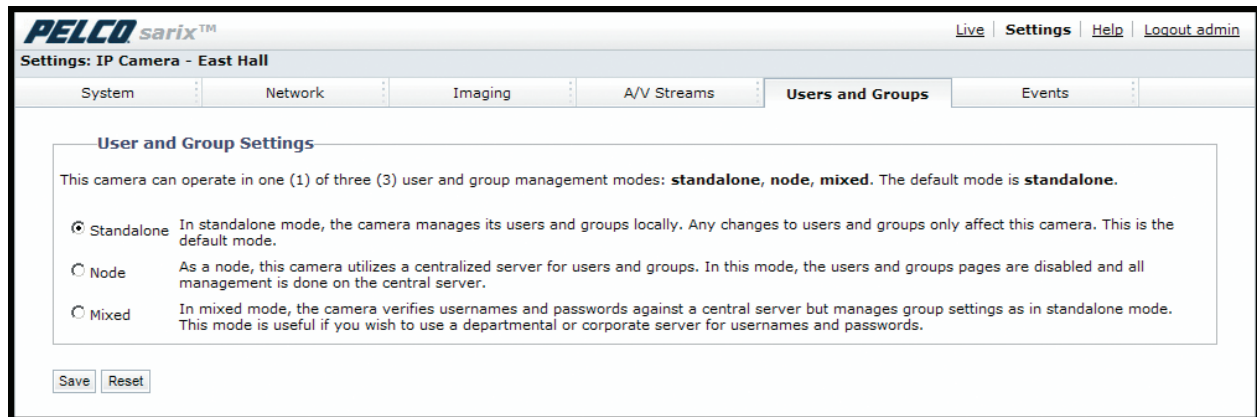 PELCO sarix™
Live | Settings | Help | Logout admin
Settings: IP Camera - East Hall
System Network Imaging A/V Streams Users and Groups Events
User and Group Settings
This camera can operate in one (1) of three (3) user and group management modes: standalone, node, mixed. The default mode is standalone.
Standalone In standalone mode, the camera manages its users and groups locally. Any changes to users and groups only affect this camera. This is the
default mode.
Node As a node, this camera utilizes a centralized server for users and groups. In this mode, the users and groups pages are disabled and all
management is done on the central server.
Mixed In mixed mode, the camera verifies usernames and passwords against a central server but manages group settings as in standalone mode.
This mode is useful if you wish to use a departmental or corporate server for usernames and passwords.
Save Reset